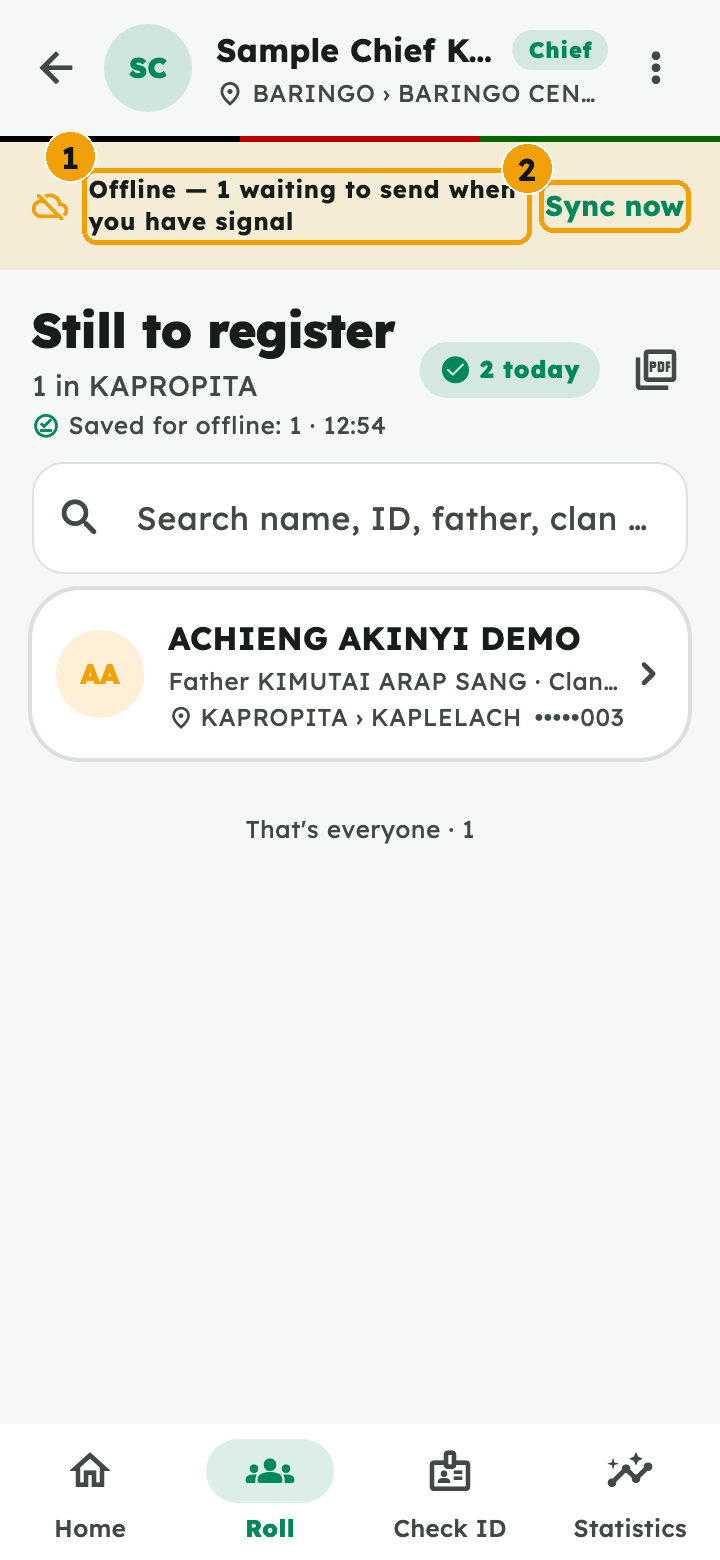 SC
Sample Chief K...
Chief
BARINGO › BARINGO CEN...
1
2
Offline — 1 waiting to send when
you have signal
Sync now
Still to register
1 in KAPROPITA
2 today
PDF
Saved for offline: 1 · 12:54
Search name, ID, father, clan ...
AA
ACHIENG AKINYI DEMO
Father KIMUTAI ARAP SANG · Clan...
KAPROPITA › KAPLELACH •••••003
That's everyone · 1
Home
Roll
Check ID
Statistics